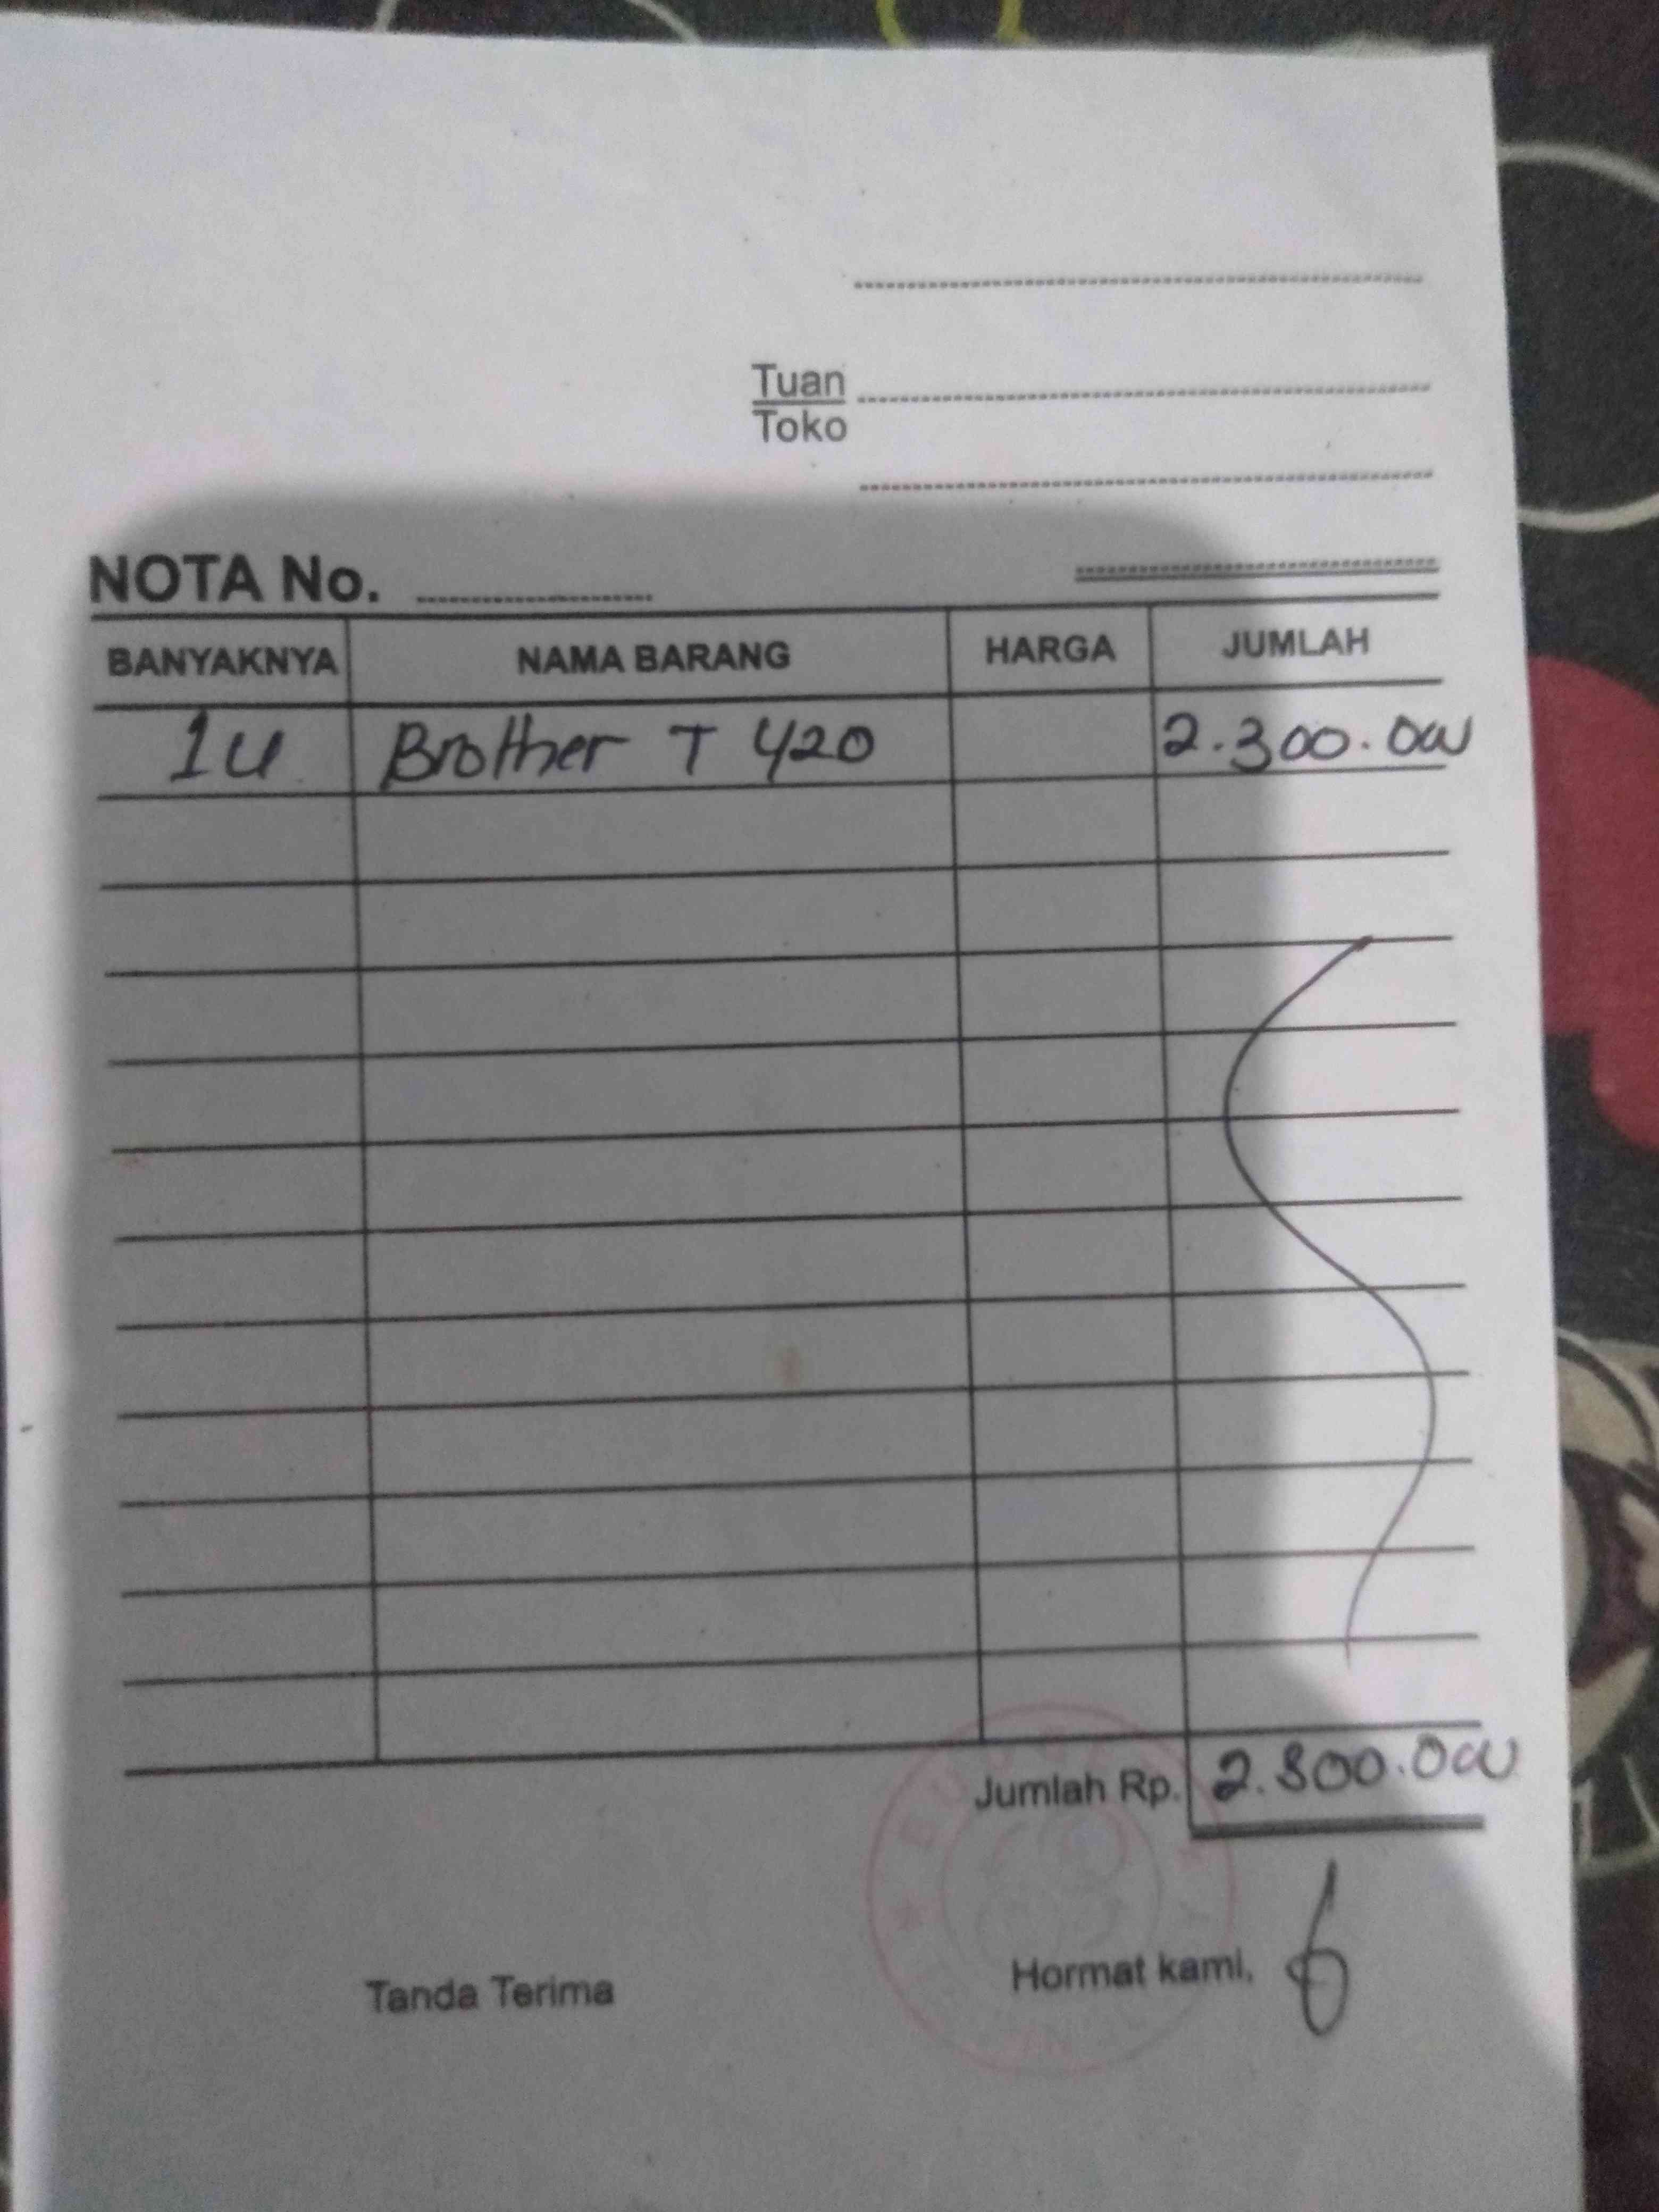 Tuan
Toko
NOTA No.
BANYAKNYA NAMA BARANG HARGA JUMLAH
1 u Brother T 420 2.300.000
Jumlah Rp. 2.300.000
Tanda Terima Hormat kami,